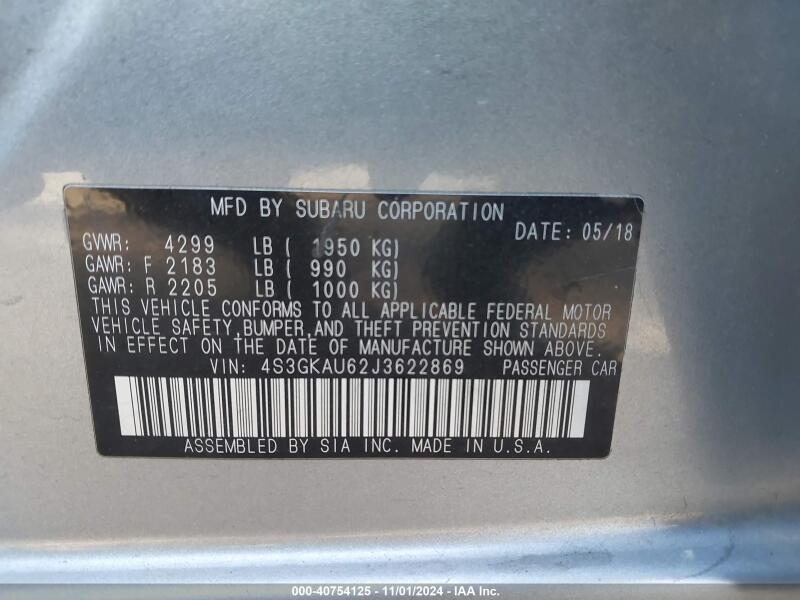 MFD BY SUBARU CORPORATION
DATE: 05/18
GVWR: 4299 LB ( 1950 KG)
GAWR: F 2183 LB ( 990 KG)
GAWR: R 2205 LB ( 1000 KG)
THIS VEHICLE CONFORMS TO ALL APPLICABLE FEDERAL MOTOR
VEHICLE SAFETY,BUMPER,AND THEFT PREVENTION STANDARDS
IN EFFECT ON THE DATE OF MANUFACTURE SHOWN ABOVE.
VIN: 4S3GKAU62J3622869 PASSENGER CAR
ASSEMBLED BY SIA INC. MADE IN U.S.A.
000-40754125 - 11/01/2024 - IAA Inc.